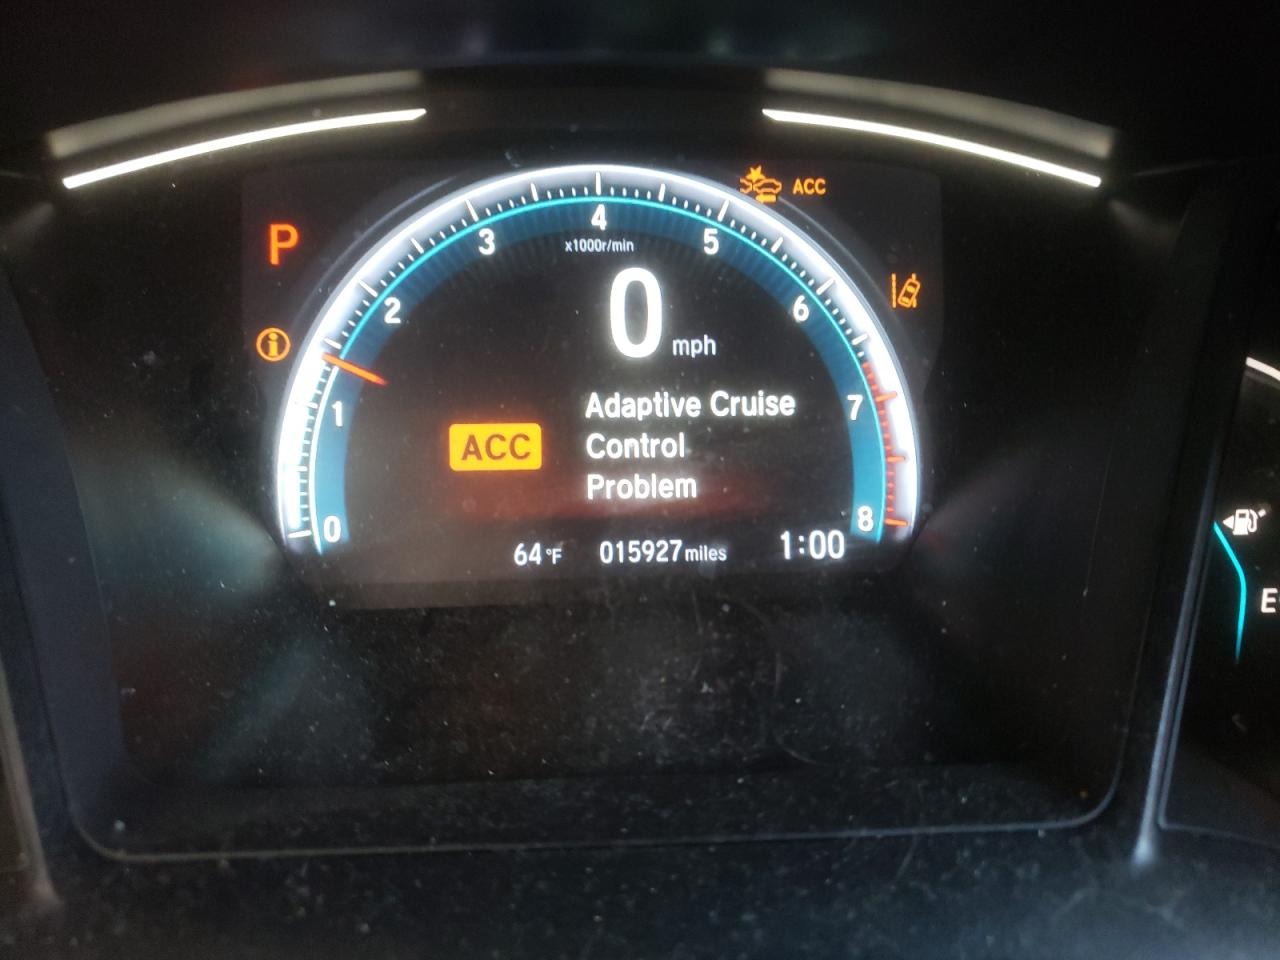 ACC
P
4
3
5
x1000r/min
0 mph
2
6
i
1
Adaptive Cruise
7
ACC
Control
Problem
0
8
64°F
015927 miles
1:00
E